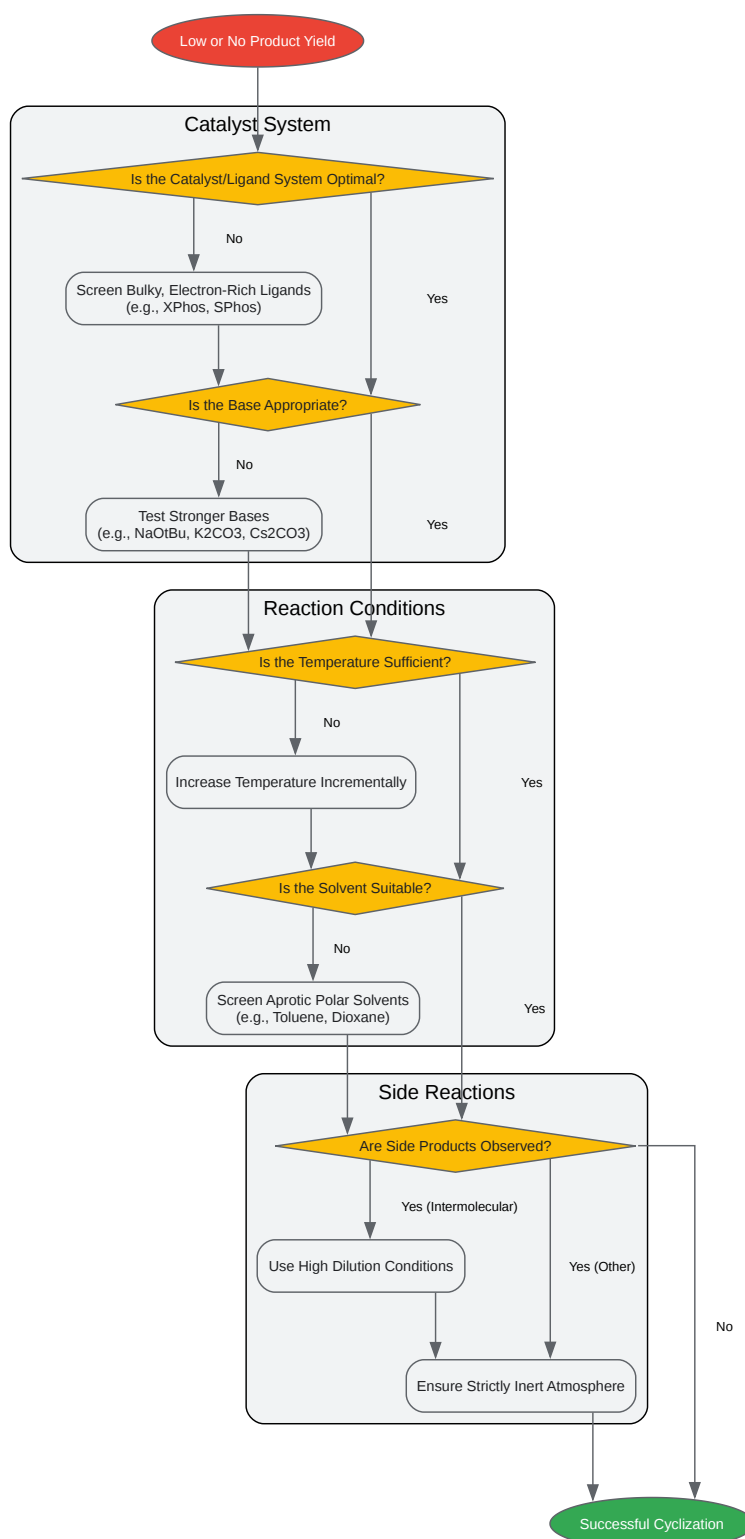 Low or No Product Yield
Catalyst System
Is the Catalyst/Ligand System Optimal?
No
Screen Bulky, Electron-Rich Ligands
(e.g., XPhos, SPhos)
Yes
Is the Base Appropriate?
No
Test Stronger Bases
(e.g., NaOtBu, K2CO3, Cs2CO3)
Yes
Reaction Conditions
Is the Temperature Sufficient?
No
Increase Temperature Incrementally
Yes
Is the Solvent Suitable?
No
Screen Aprotic Polar Solvents
(e.g., Toluene, Dioxane)
Yes
Side Reactions
Are Side Products Observed?
Yes (Intermolecular)
Use High Dilution Conditions
Yes (Other)
No
Ensure Strictly Inert Atmosphere
Successful Cyclization